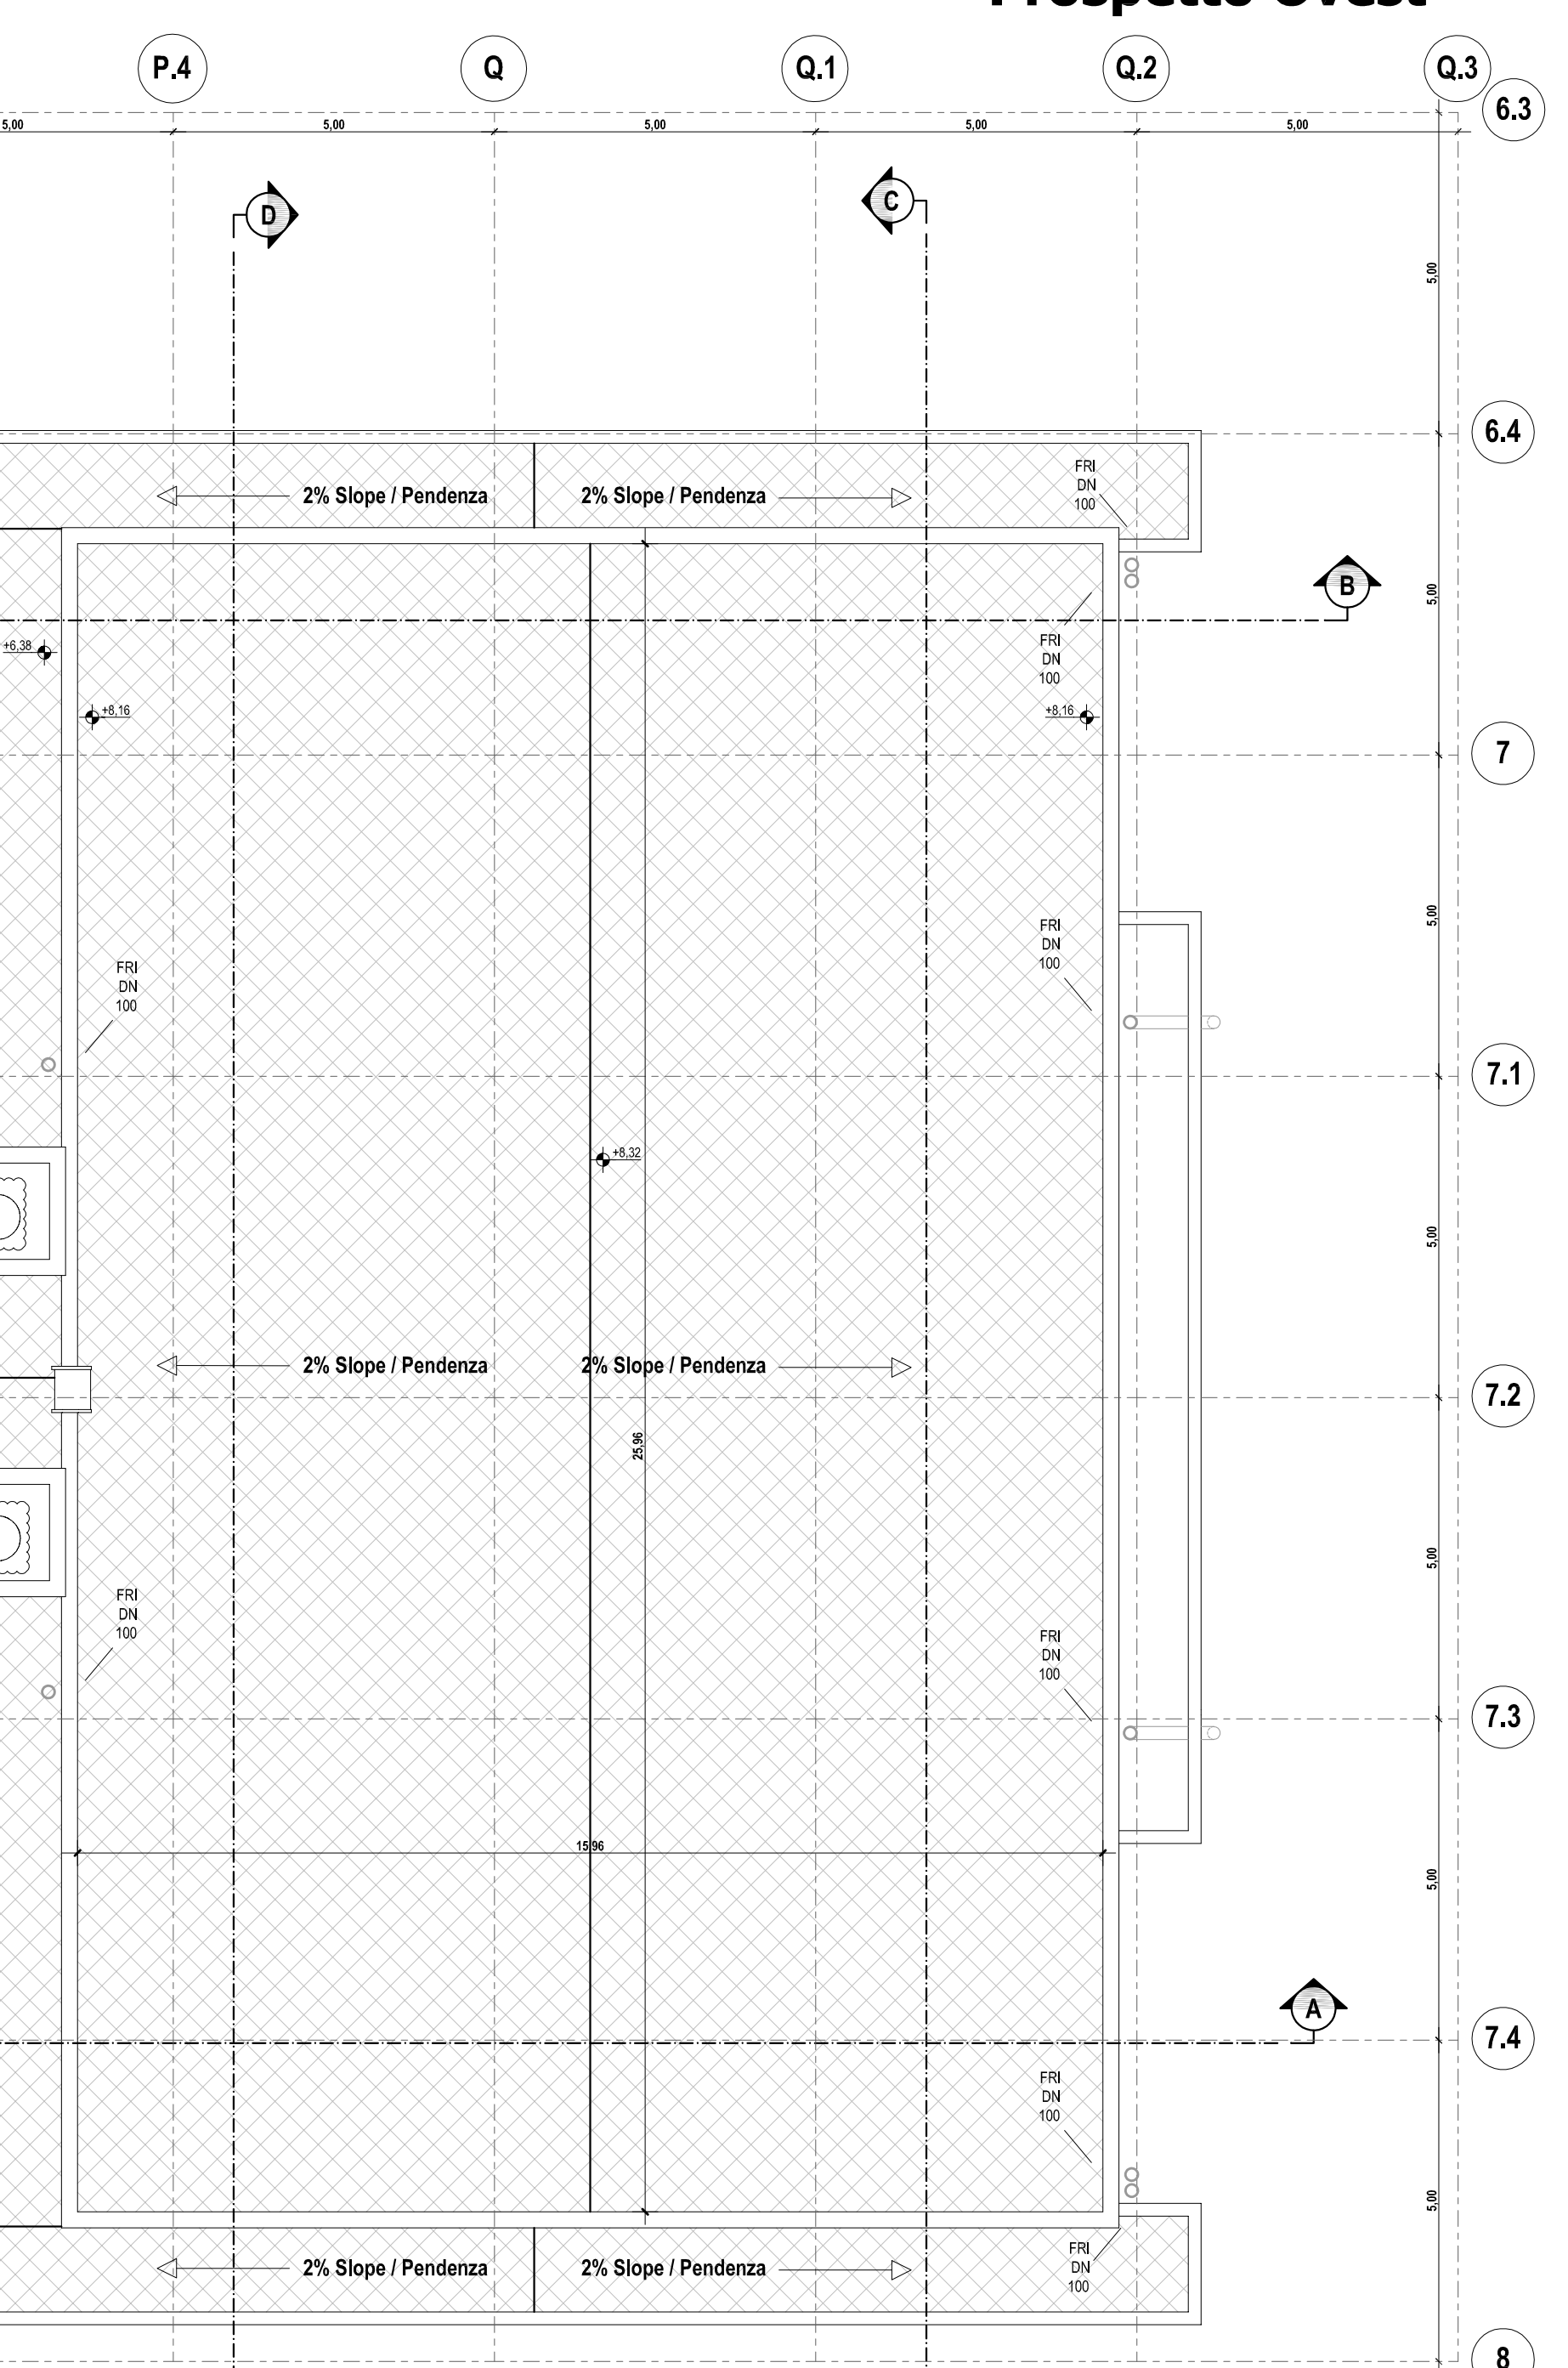 Prospetto Ovest
P.4 Q Q.1 Q.2 Q.3
6.3
5,00 5,00 5,00 5,00 5,00
D
C
5,00
6.4
2% Slope / Pendenza
2% Slope / Pendenza
FRI
DN
100
B
5,00
+6,38
FRI
DN
100
+8,16
+8,16
7
5,00
FRI
DN
100
FRI
DN
100
7.1
+8,32
5,00
2% Slope / Pendenza
2% Slope / Pendenza
7.2
25,96
5,00
FRI
DN
100
FRI
DN
100
7.3
15,96
5,00
A
7.4
FRI
DN
100
5,00
2% Slope / Pendenza
2% Slope / Pendenza
FRI
DN
100
8